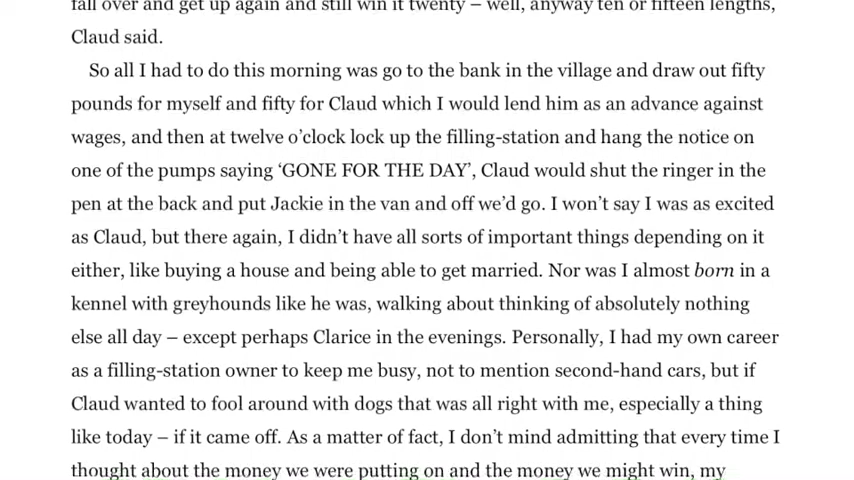 fall over and get up again and still win it twenty – well, anyway ten or fifteen lengths,
Claud said.
So all I had to do this morning was go to the bank in the village and draw out fifty
pounds for myself and fifty for Claud which I would lend him as an advance against
wages, and then at twelve o’clock lock up the filling-station and hang the notice on
one of the pumps saying ‘GONE FOR THE DAY’, Claud would shut the ringer in the
pen at the back and put Jackie in the van and off we’d go. I won’t say I was as excited
as Claud, but there again, I didn’t have all sorts of important things depending on it
either, like buying a house and being able to get married. Nor was I almost born in a
kennel with greyhounds like he was, walking about thinking of absolutely nothing
else all day – except perhaps Clarice in the evenings. Personally, I had my own career
as a filling-station owner to keep me busy, not to mention second-hand cars, but if
Claud wanted to fool around with dogs that was all right with me, especially a thing
like today – if it came off. As a matter of fact, I don’t mind admitting that every time I
thought about the money we were putting on and the money we might win, my